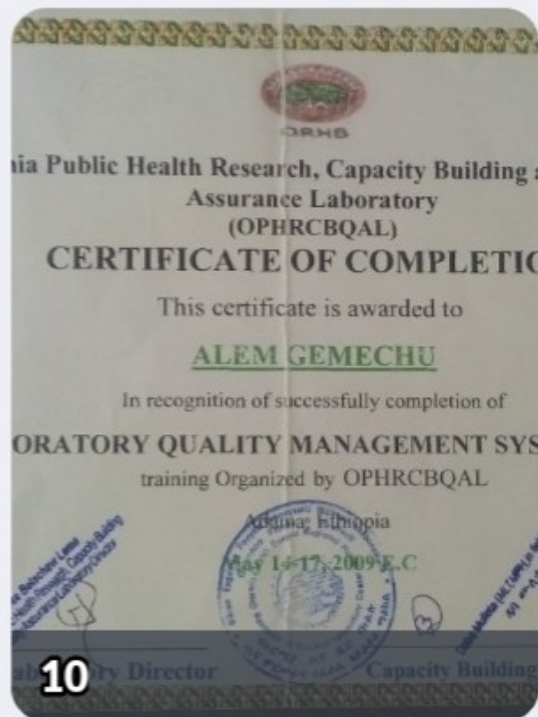 ORHB
nia Public Health Research, Capacity Building a
Assurance Laboratory
(OPHRCBQAL)
CERTIFICATE OF COMPLETIO
This certificate is awarded to
ALEM GEMECHU
In recognition of successfully completion of
ORATORY QUALITY MANAGEMENT SYS
training Organized by OPHRCBQAL
Adama, Ethiopia
May 14-17, 2009 E.C
Director
Capacity Building
10